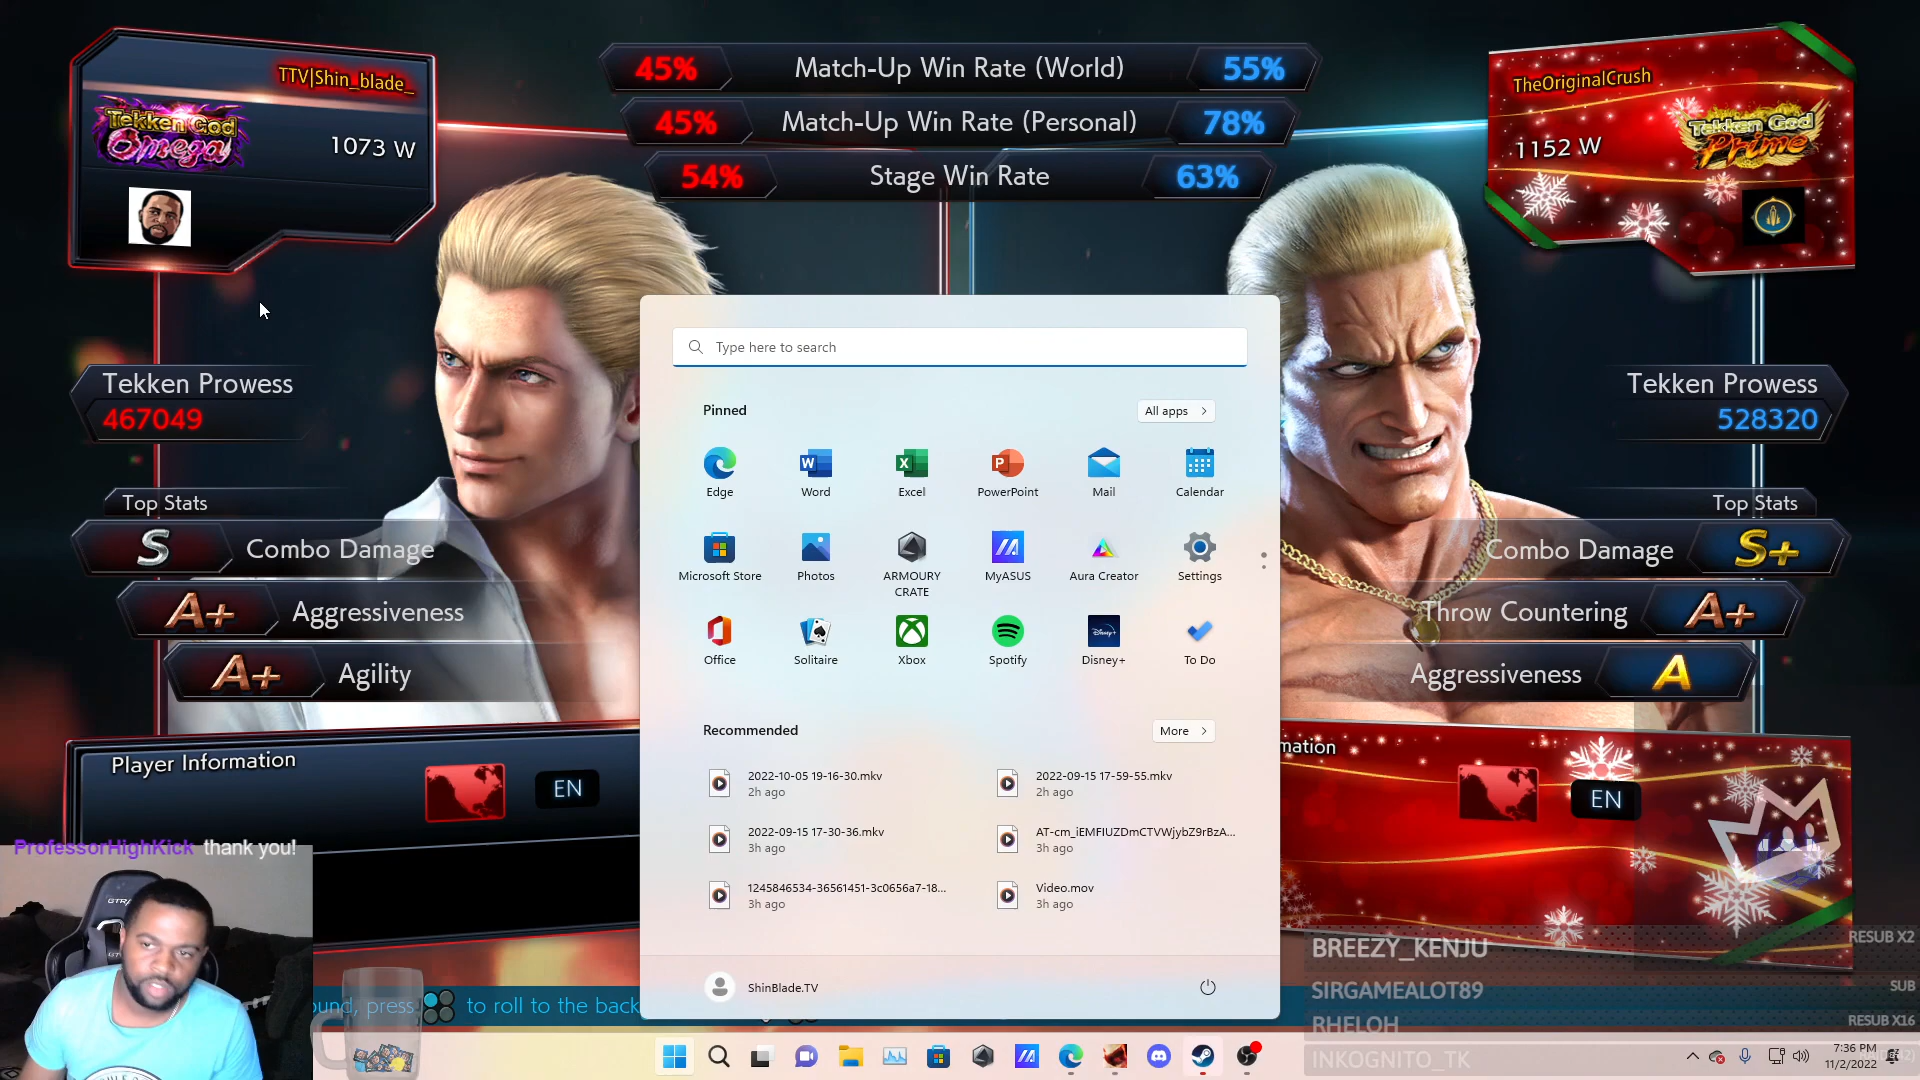 TTV|Shin_blade_
Tekken God
Omega
1073 W
45% Match-Up Win Rate (World) 55%
45% Match-Up Win Rate (Personal) 78%
54% Stage Win Rate 63%
TheOriginalCrush
1152 W
Tekken God
Prime
Tekken Prowess
467049
Tekken Prowess
528320
Top Stats
S Combo Damage
A+ Aggressiveness
A+ Agility
Top Stats
Combo Damage S+
Throw Countering A+
Aggressiveness A
Type here to search
Pinned
All apps
Edge
Word
Excel
PowerPoint
Mail
Calendar
Microsoft Store
Photos
ARMOURY
CRATE
MyASUS
Aura Creator
Settings
Office
Solitaire
Xbox
Spotify
Disney+
To Do
Recommended
More
2022-10-05 19-16-30.mkv
2h ago
2022-09-15 17-59-55.mkv
2h ago
2022-09-15 17-30-36.mkv
3h ago
AT-cm_iEMFIUZDmCTVWjybZ9rBzA...
3h ago
1245846534-36561451-3c0656a7-18...
3h ago
Video.mov
3h ago
ShinBlade.TV
Player Information
EN
mation
EN
ProfessorHighKick thank you!
ound, press to roll to the back
RESUB X2
BREEZY_KENJU
SUB
SIRGAMEALOT89
RESUB X16
RHELOH
INKOGNITO_TK
7:36 PM
11/2/2022